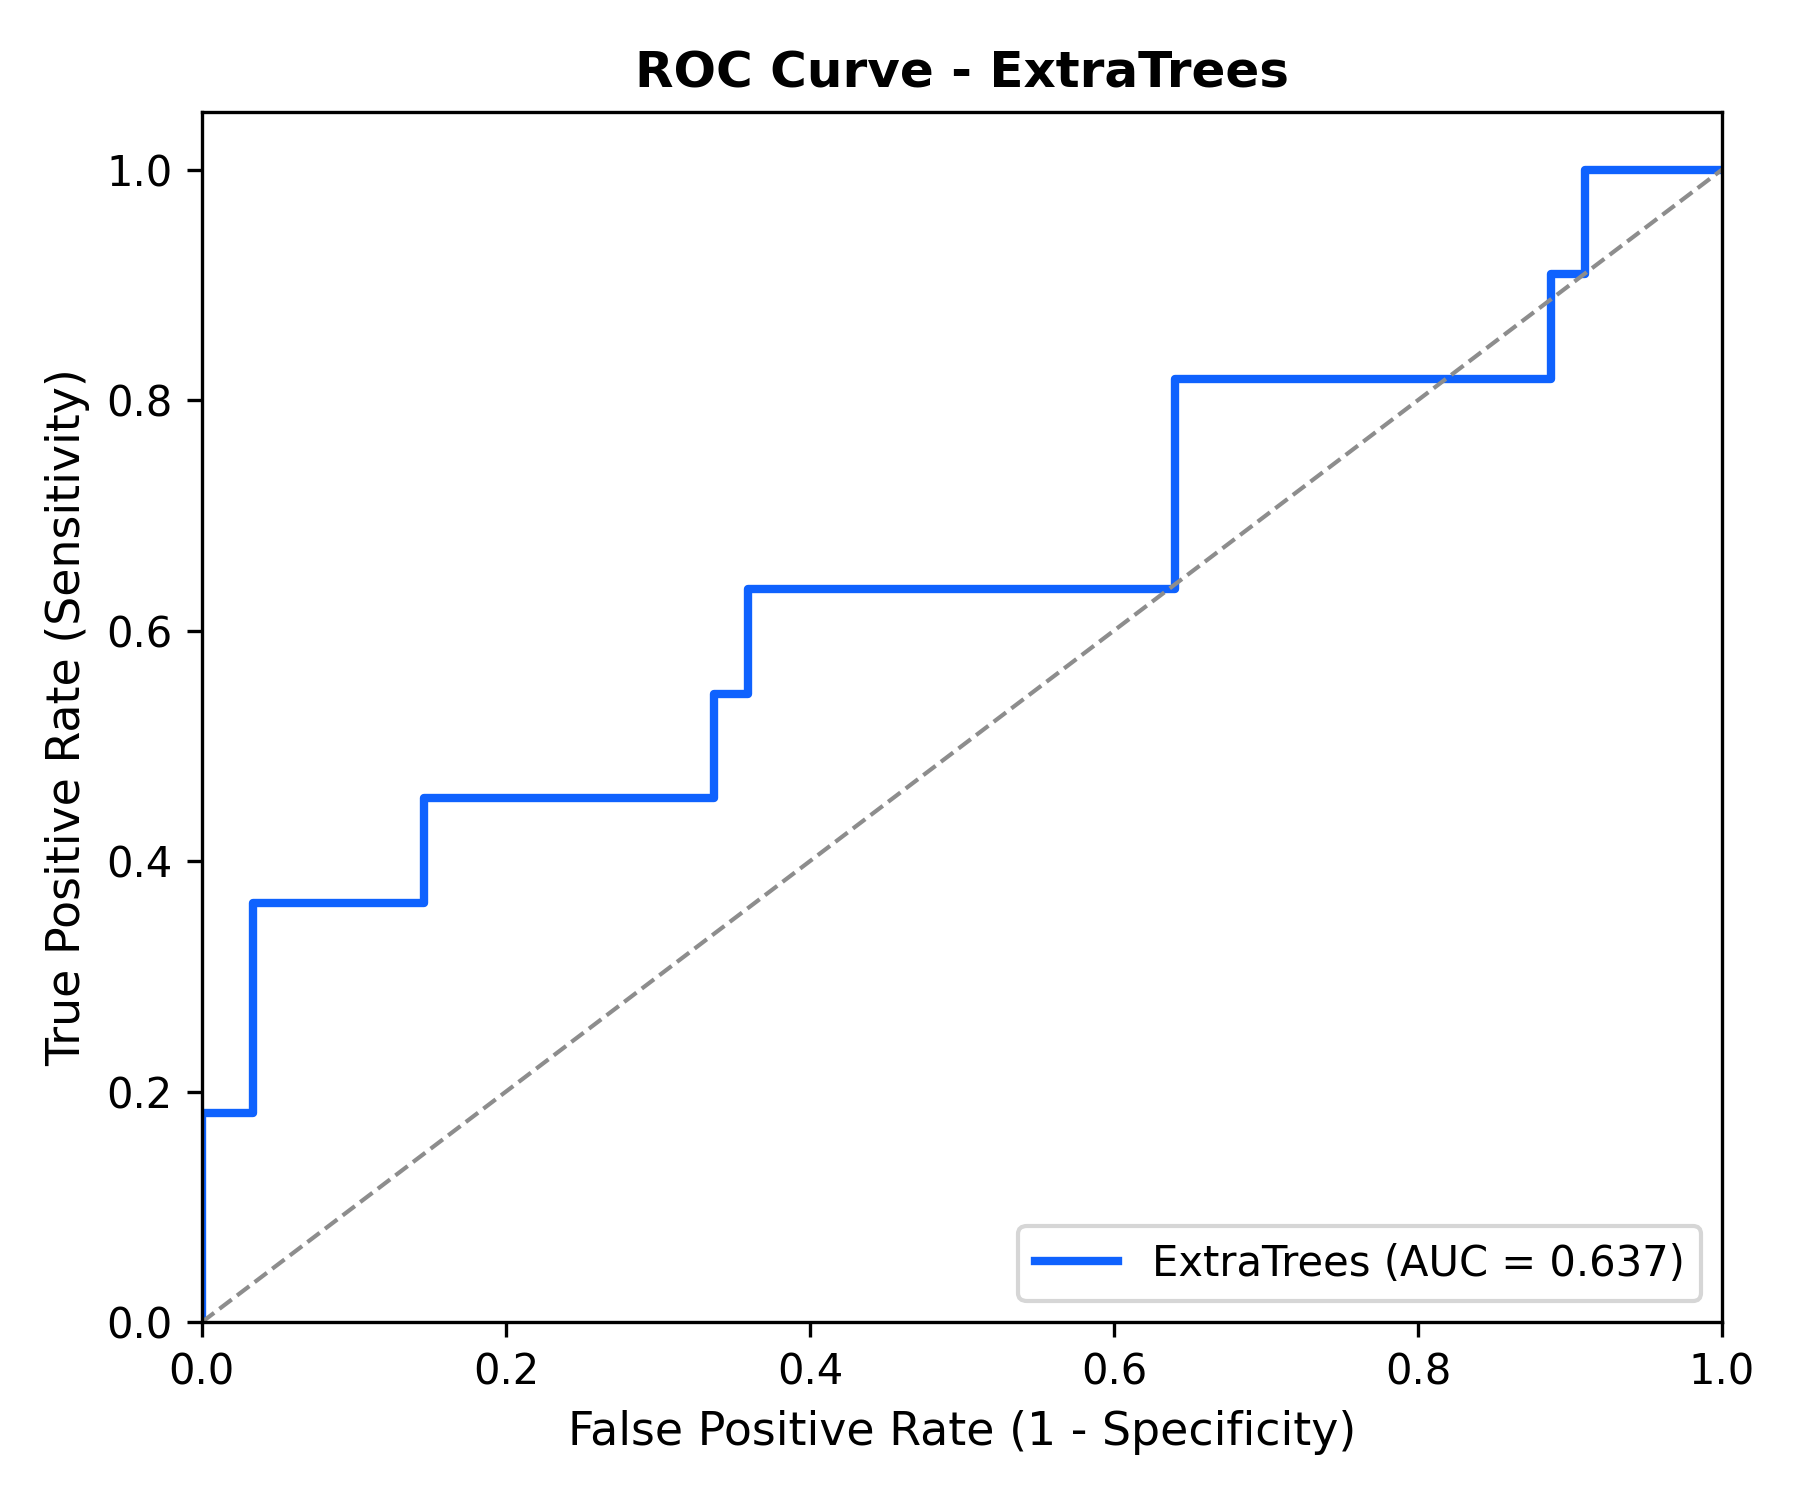 ROC Curve - ExtraTrees
True Positive Rate (Sensitivity)
1.0
0.8
0.6
0.4
0.2
0.0
0.0 0.2 0.4 0.6 0.8 1.0
False Positive Rate (1 - Specificity)
ExtraTrees (AUC = 0.637)